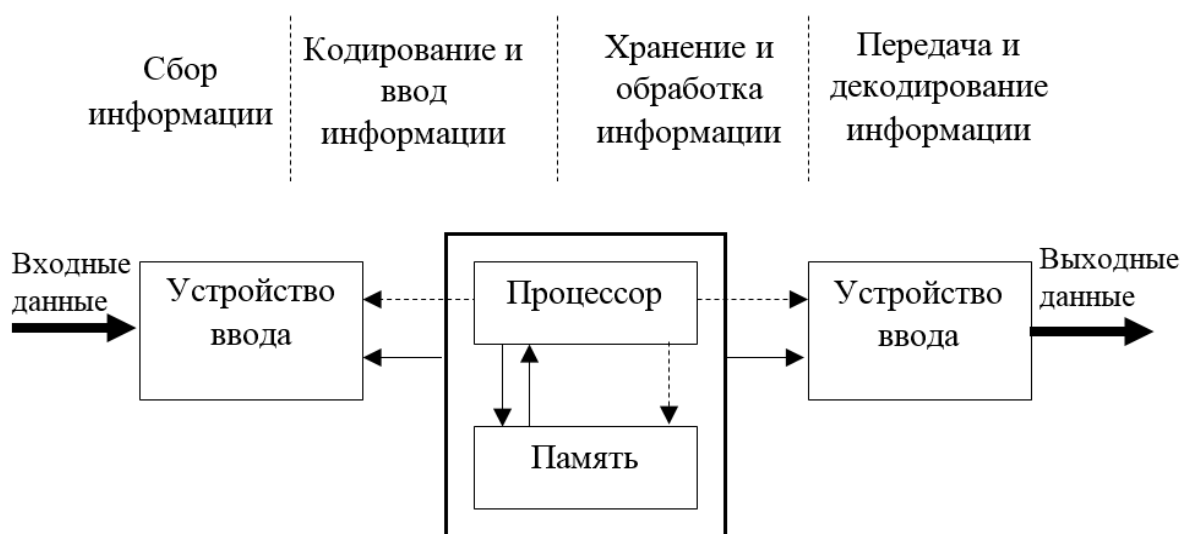 Сбор
информации
Кодирование и
ввод
информации
Хранение и
обработка
информации
Передача и
декодирование
информации
Входные
данные
Устройство
ввода
Процессор
Память
Устройство
ввода
Выходные
данные